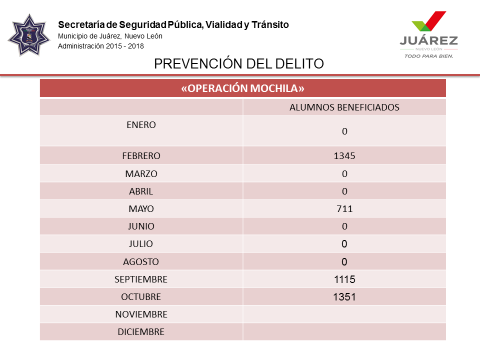 Secretaría de Seguridad Pública, Vialidad y Tránsito
Municipio de Juárez, Nuevo León
Administración 2015 - 2018
JUÁREZ
NUEVO LEÓN
TODO PARA BIEN.
PREVENCIÓN DEL DELITO
«OPERACIÓN MOCHILA»
ALUMNOS BENEFICIADOS
ENERO 0
FEBRERO 1345
MARZO 0
ABRIL 0
MAYO 711
JUNIO 0
JULIO 0
AGOSTO 0
SEPTIEMBRE 1115
OCTUBRE 1351
NOVIEMBRE
DICIEMBRE